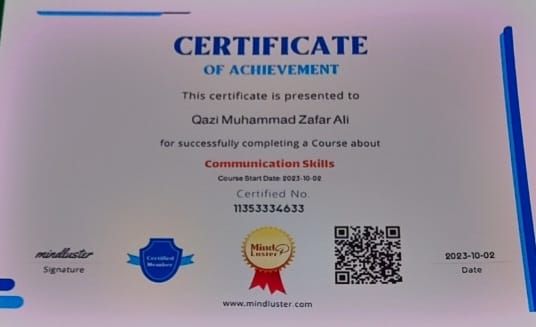 CERTIFICATE
OF ACHIEVEMENT
This certificate is presented to
Qazi Muhammad Zafar Ali
for successfully completing a Course about
Communication Skills
Course Start Date: 2023-10-02
Certified No.
11353334633
mindluster
Signature
Certified
Member
Mind
Luster
2023-10-02
Date
www.mindluster.com